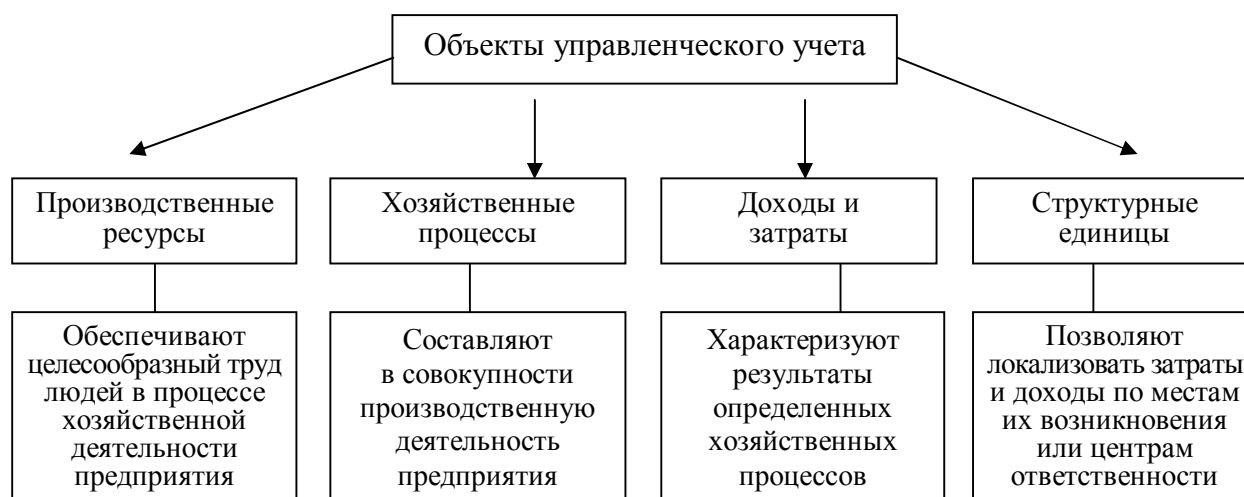 Объекты управленческого учета
Производственные
ресурсы
Хозяйственные
процессы
Доходы и
затраты
Структурные
единицы
Обеспечивают
целесообразный труд
людей в процессе
хозяйственной
деятельности
предприятия
Составляют
в совокупности
производственную
деятельность
предприятия
Характеризуют
результаты
определенных
хозяйственных
процессов
Позволяют
локализовать затраты
и доходы по местам
их возникновения
или центрам
ответственности